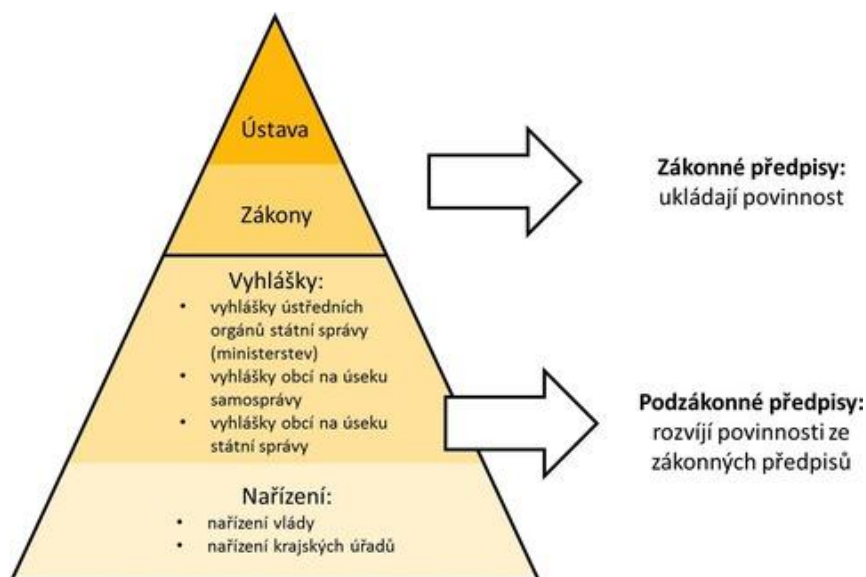 Ústava
Zákony
Zákonné předpisy:
ukládají povinnost
Vyhlášky:
• vyhlášky ústředních
orgánů státní správy
(ministerstev)
• vyhlášky obcí na úseku
samosprávy
• vyhlášky obcí na úseku
státní správy
Podzákonné předpisy:
rozvíjí povinnosti ze
zákonných předpisů
Nařízení:
• nařízení vlády
• nařízení krajských úřadů